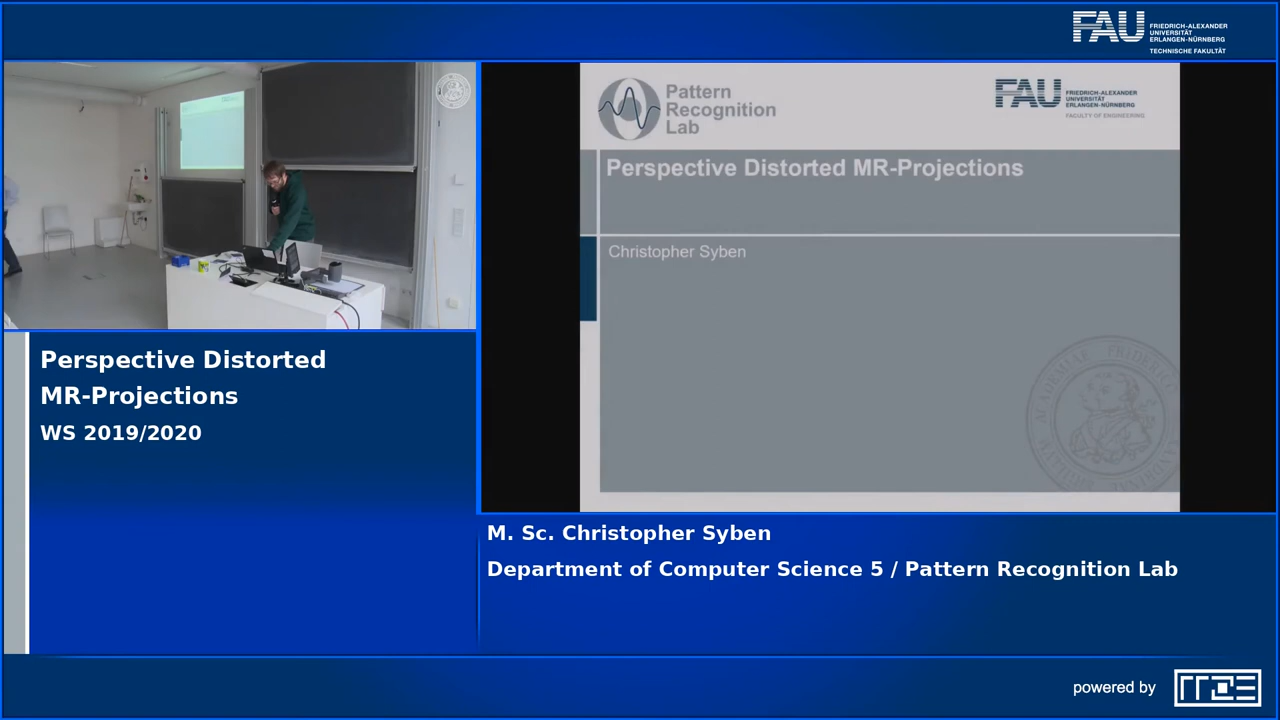 FAU
FRIEDRICH-ALEXANDER
UNIVERSITÄT
ERLANGEN-NÜRNBERG
TECHNISCHE FAKULTÄT
Pattern
Recognition
Lab
FAU
FRIEDRICH-ALEXANDER
UNIVERSITÄT
ERLANGEN-NÜRNBERG
FACULTY OF ENGINEERING
Perspective Distorted MR-Projections
Christopher Syben
Perspective Distorted
MR-Projections
WS 2019/2020
M. Sc. Christopher Syben
Department of Computer Science 5 / Pattern Recognition Lab
powered by
rrze